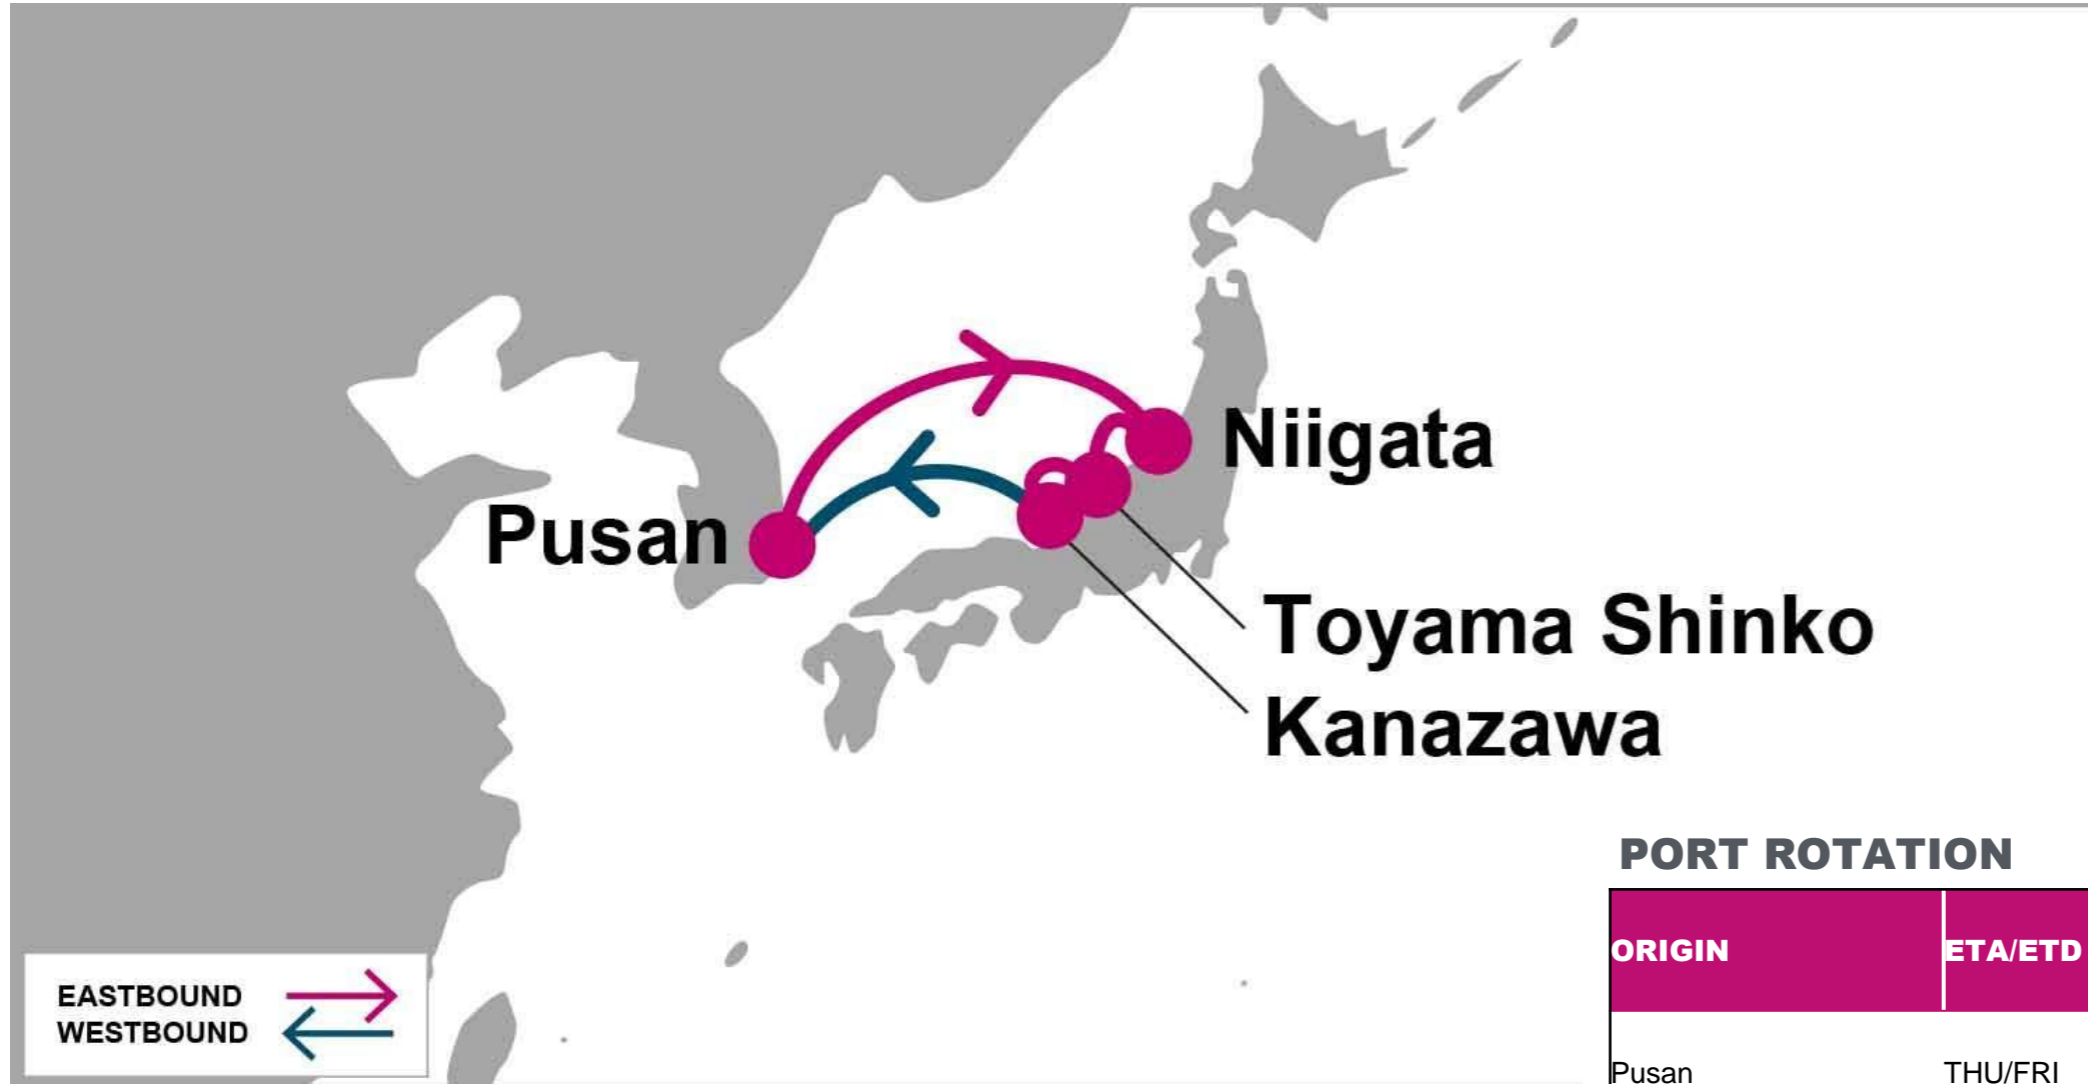 Niigata
Pusan
Toyama Shinko
Kanazawa
PORT ROTATION
ORIGIN ETA/ETD
Pusan THU/FRI
EASTBOUND
WESTBOUND